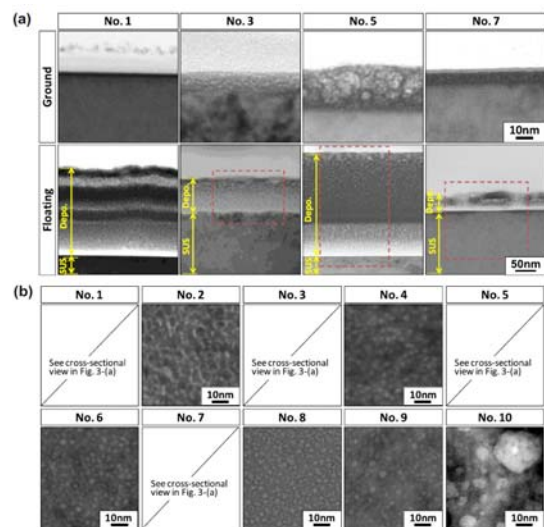 (a)
No. 1 No. 3 No. 5 No. 7
Ground
10nm
Floating
Depo. SUS Depo. SUS Depo. SUS Depo. SUS
50nm
(b)
No. 1 No. 2 No. 3 No. 4 No. 5
See cross-sectional
view in Fig. 3-(a)
10nm
See cross-sectional
view in Fig. 3-(a)
10nm
See cross-sectional
view in Fig. 3-(a)
No. 6 No. 7 No. 8 No. 9 No. 10
10nm
See cross-sectional
view in Fig. 3-(a)
10nm
10nm
10nm